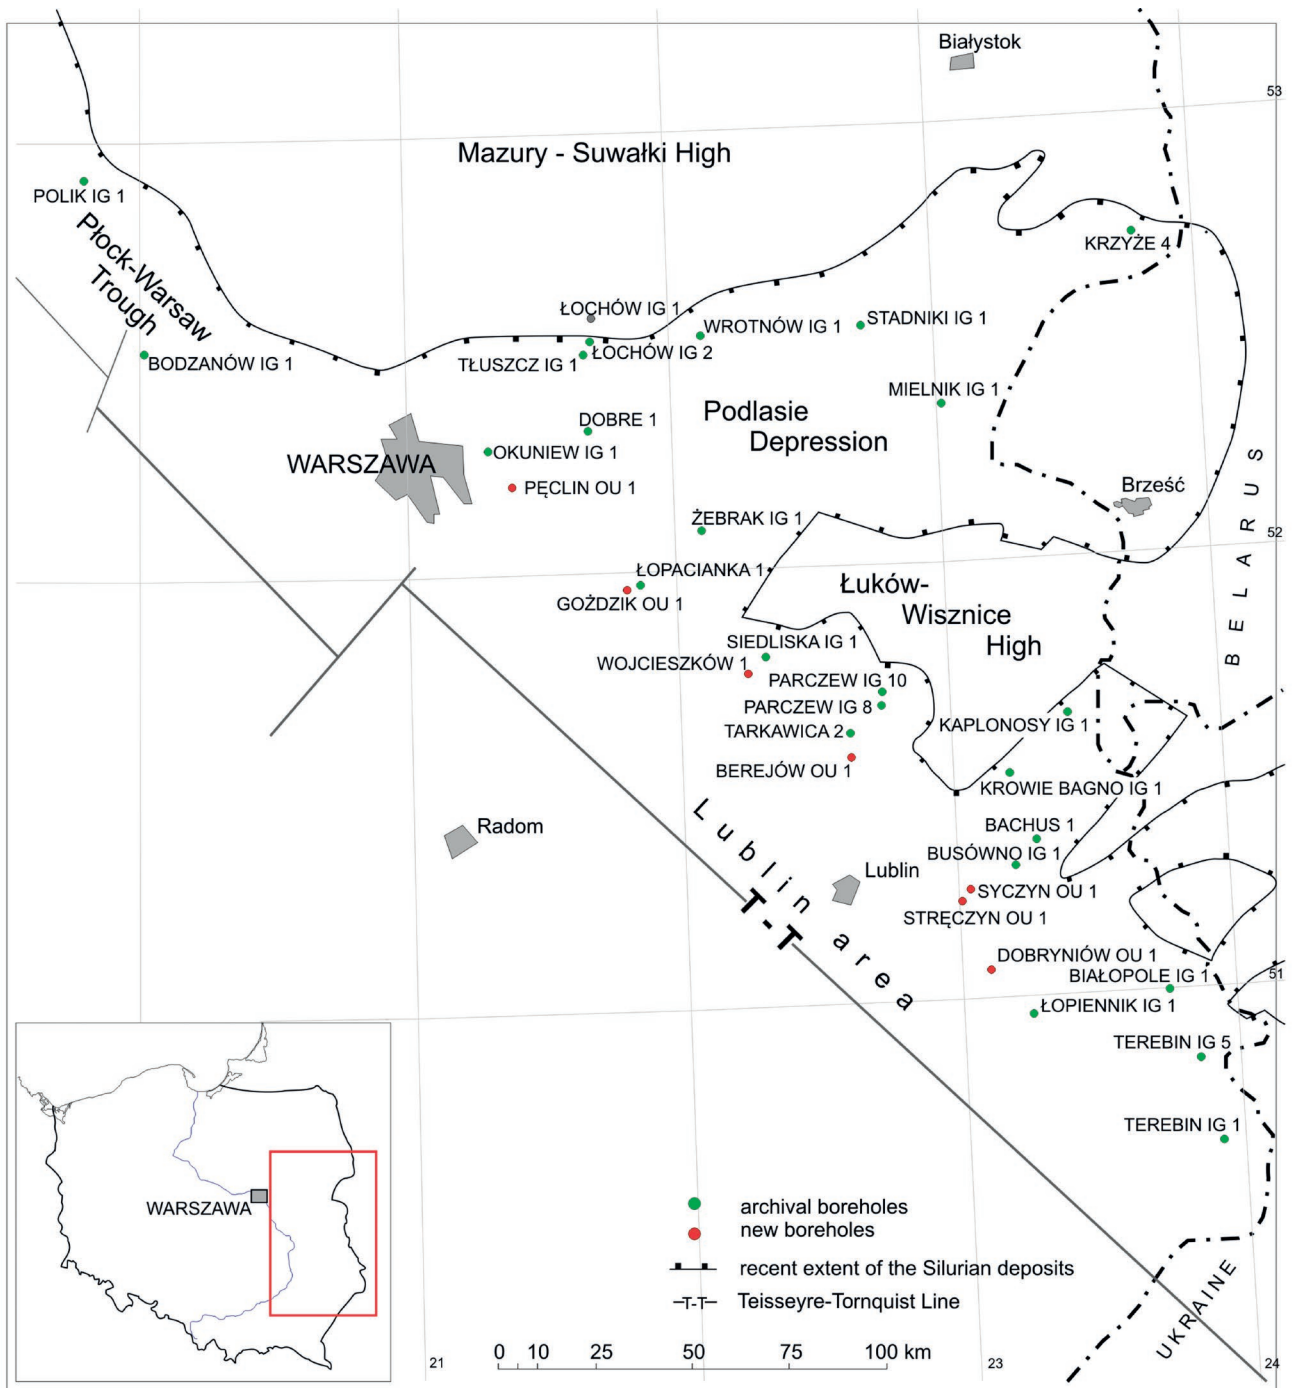 Białystok
53
Mazury - Suwałki High
POLIK IG 1
Płock-Warsaw
Trough
KRZYŻE 4
ŁOCHÓW IG 1
WROTNÓW IG 1
STADNIKI IG 1
BODZANÓW IG 1
TŁUSZCZ IG 1
ŁOCHÓW IG 2
MIELNIK IG 1
Podlasie
Depression
DOBRE 1
OKUNIEW IG 1
WARSZAWA
PĘCLIN OU 1
Brześć
BELARUS
ŻEBRAK IG 1
52
ŁOPACIANKA 1
GOŻDZIK OU 1
Łuków-
Wisznice
High
SIEDLISKA IG 1
WOJCIESZKÓW 1
PARCZEW IG 10
PARCZEW IG 8
TARKAWICA 2
BEREJÓW OU 1
KAPLONOSY IG 1
KROWIE BAGNO IG 1
Radom
Lublin area
BACHUS 1
BUSÓWNO IG 1
Lublin
SYCZYN OU 1
STRĘCZYN OU 1
T-T
DOBRYNIÓW OU 1
BIAŁOPOLE IG 1
51
ŁOPIENNIK IG 1
TEREBIN IG 5
TEREBIN IG 1
WARSZAWA
archival boreholes
new boreholes
recent extent of the Silurian deposits
T-T Teisseyre-Tornquist Line
UKRAINE
0 10 25 50 75 100 km
21
23
24